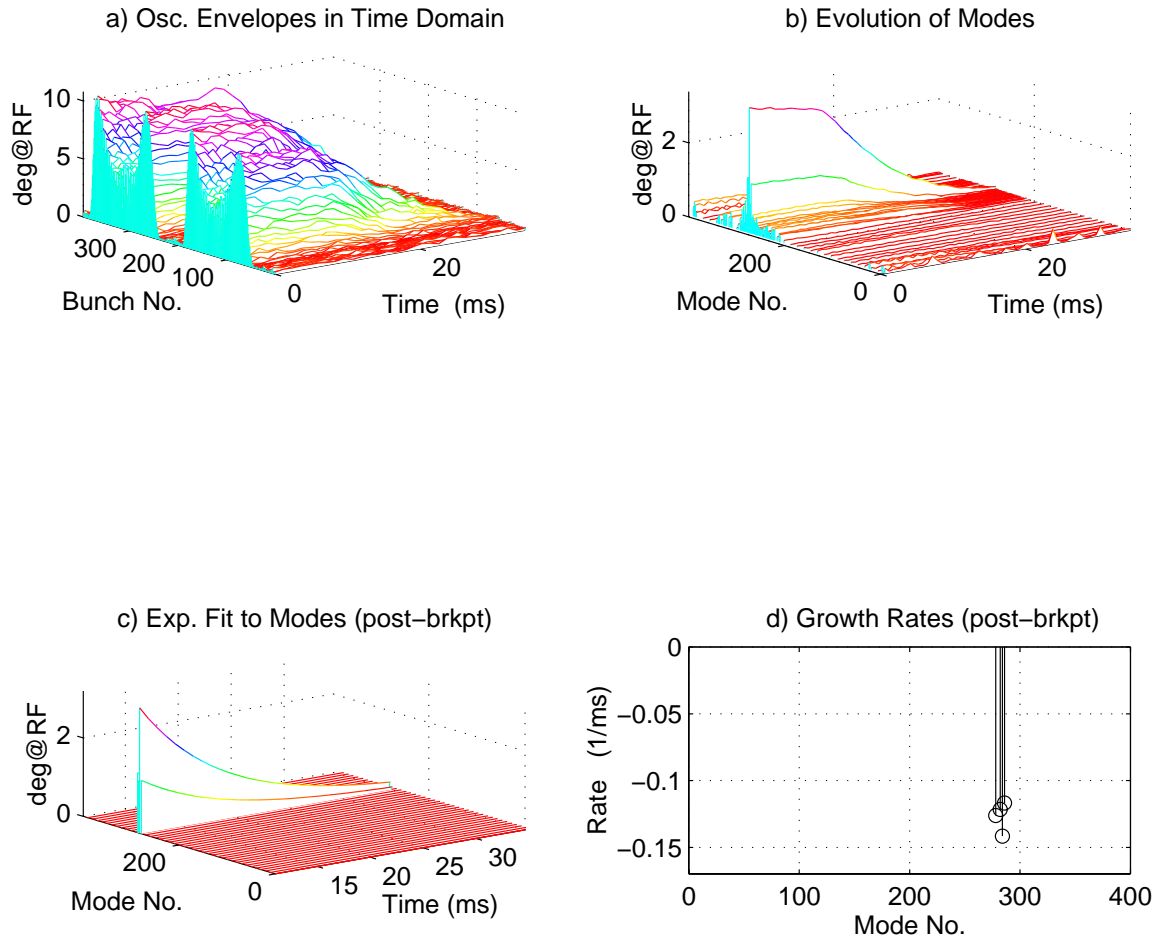 a) Osc. Envelopes in Time Domain
deg@RF
10
5
0
300
200
100
0
20
Bunch No.
Time (ms)
b) Evolution of Modes
deg@RF
2
0
200
0
0
20
Mode No.
Time (ms)
c) Exp. Fit to Modes (post−brkpt)
deg@RF
2
0
200
0
15
20
25
30
Mode No.
Time (ms)
d) Growth Rates (post−brkpt)
Rate (1/ms)
0
−0.05
−0.1
−0.15
0
100
200
300
400
Mode No.